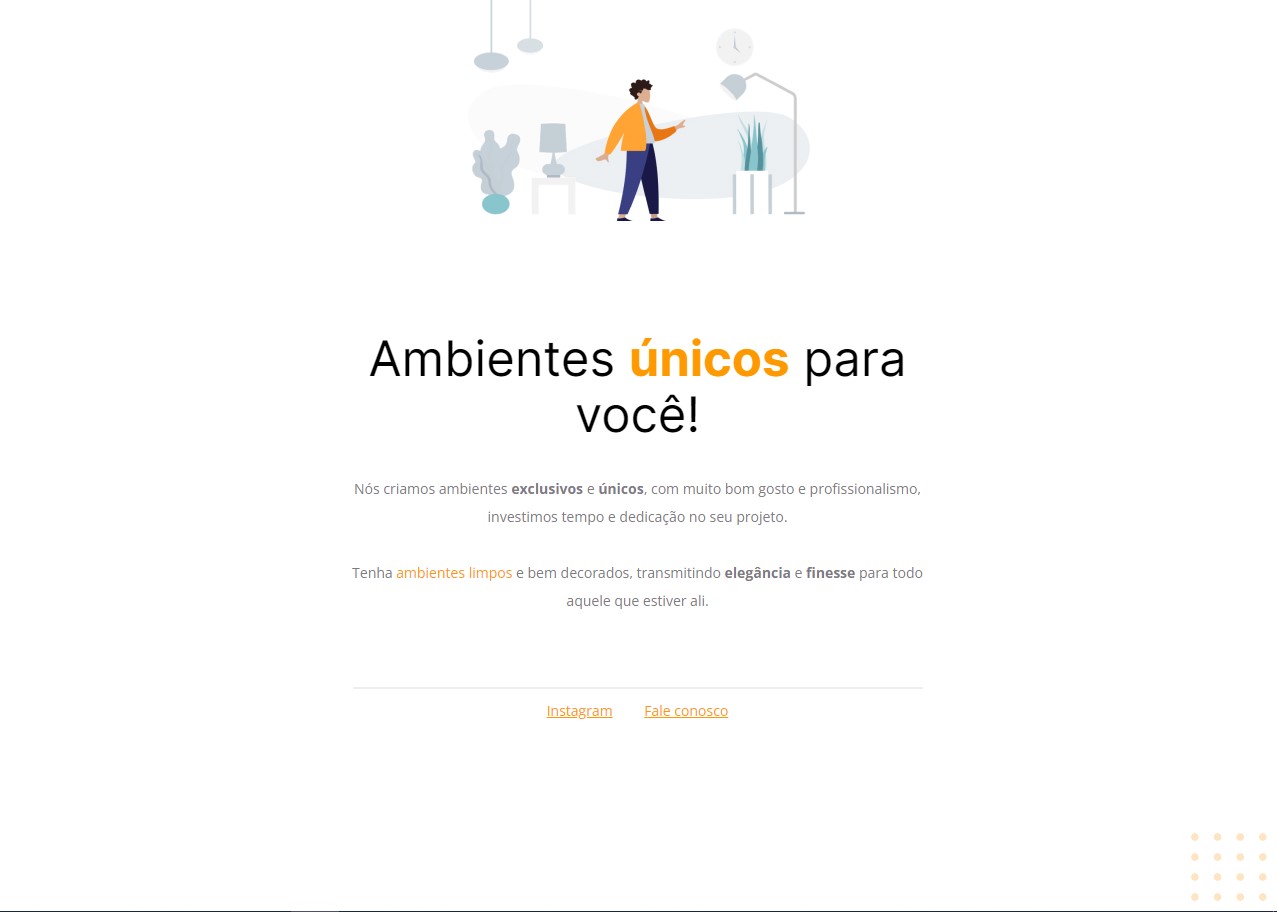 Ambientes únicos para
você!
Nós criamos ambientes exclusivos e únicos, com muito bom gosto e profissionalismo,
investimos tempo e dedicação no seu projeto.
Tenha ambientes limpos e bem decorados, transmitindo elegância e finesse para todo
aquele que estiver ali.
Instagram Fale conosco